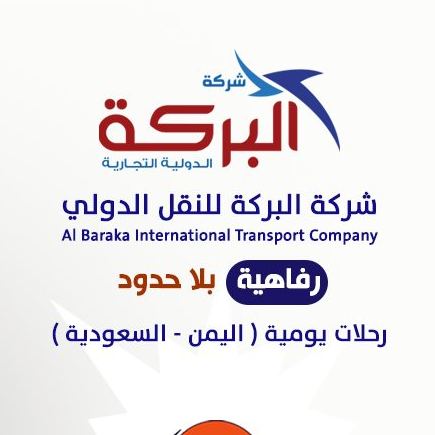 شركة
البركة
الدولية التجارية
شركة البركة للنقل الدولي
Al Baraka International Transport Company
رفاهية بلا حدود
رحلات يومية ( اليمن - السعودية )